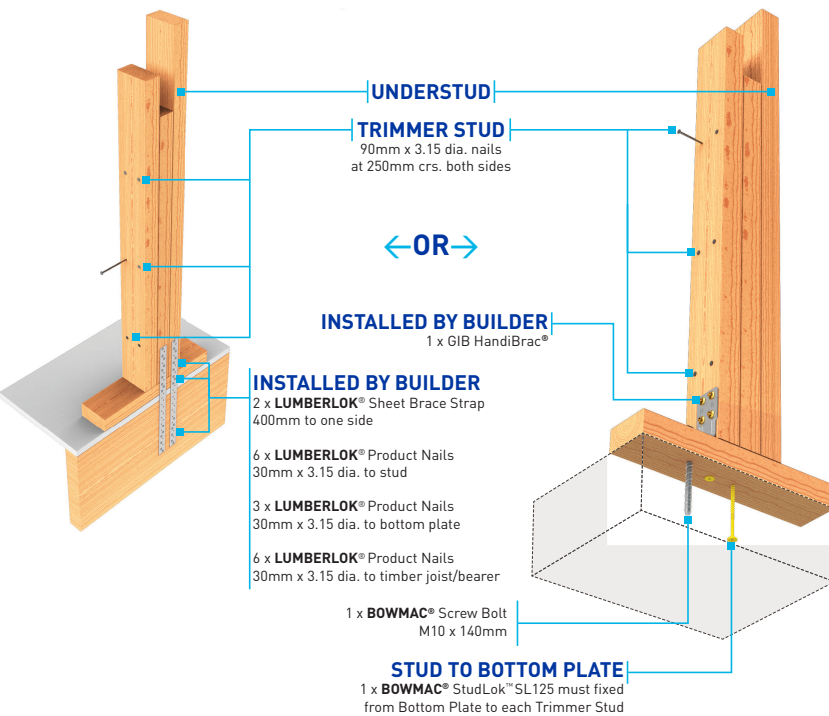 UNDERSTUD
TRIMMER STUD
90mm x 3.15 dia. nails
at 250mm crs. both sides
OR
INSTALLED BY BUILDER
1 x GIB HandiBrac®
INSTALLED BY BUILDER
2 x LUMBERLOK® Sheet Brace Strap
400mm to one side
6 x LUMBERLOK® Product Nails
30mm x 3.15 dia. to stud
3 x LUMBERLOK® Product Nails
30mm x 3.15 dia. to bottom plate
6 x LUMBERLOK® Product Nails
30mm x 3.15 dia. to timber joist/bearer
1 x BOWMAC® Screw Bolt
M10 x 140mm
STUD TO BOTTOM PLATE
1 x BOWMAC® StudLok™ SL125 must fixed
from Bottom Plate to each Trimmer Stud